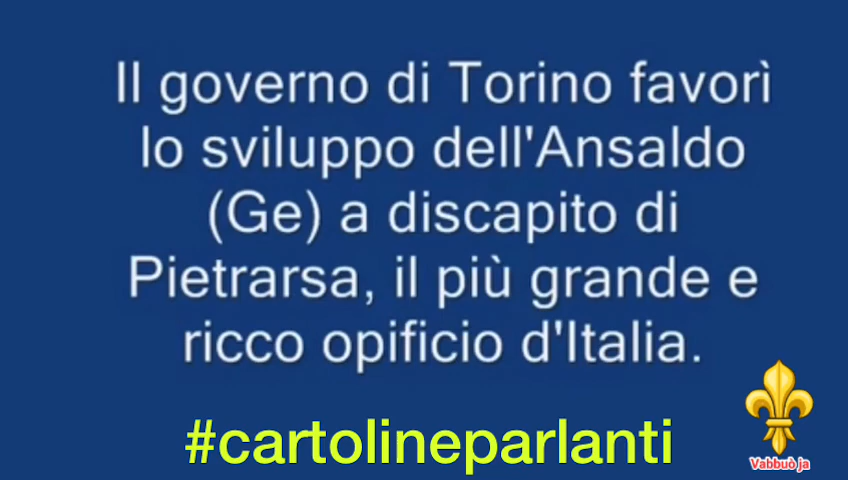 Il governo di Torino favorì
lo sviluppo dell'Ansaldo
(Ge) a discapito di
Pietrarsa, il più grande e
ricco opificio d'Italia.
#cartolineparlanti
Vabbuò ja